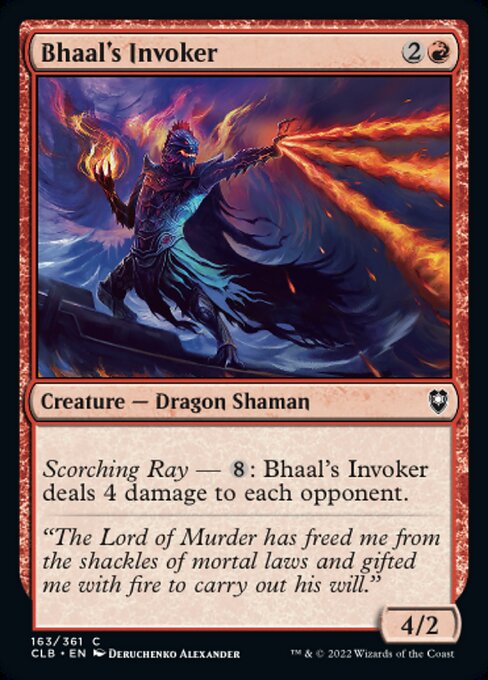 Bhaal's Invoker 2
Creature — Dragon Shaman
Scorching Ray — 8: Bhaal's Invoker
deals 4 damage to each opponent.
“The Lord of Murder has freed me from
the shackles of mortal laws and gifted
me with fire to carry out his will.”
4/2
163/361 C
CLB • EN Deruchenko Alexander
™ & © 2022 Wizards of the Coast